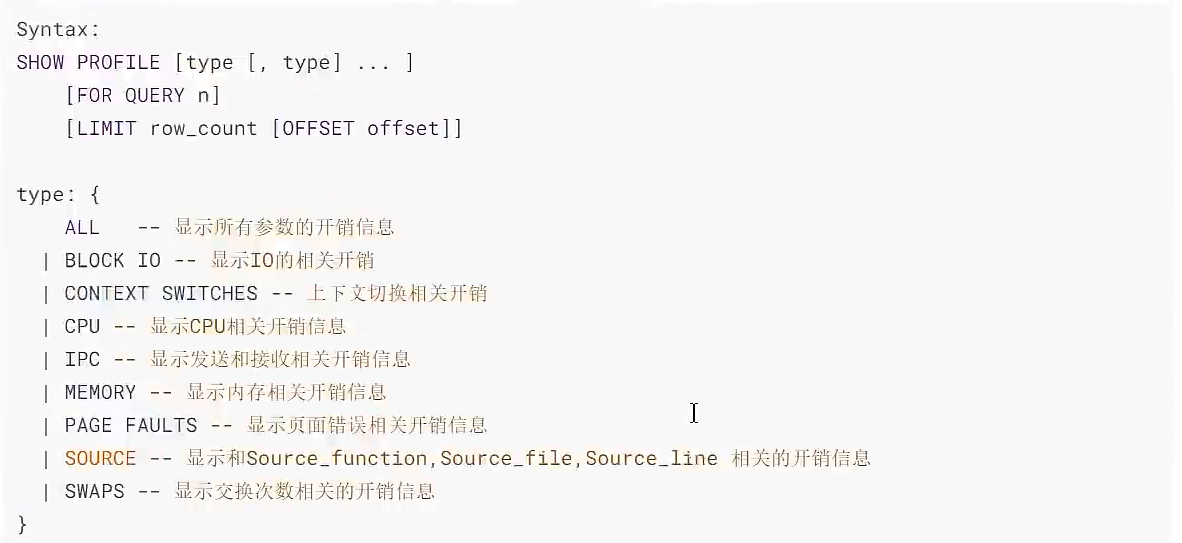 Syntax:
SHOW PROFILE [type [, type] ... ]
    [FOR QUERY n]
    [LIMIT row_count [OFFSET offset]]

type: {
    ALL   -- 显示所有参数的开销信息
  | BLOCK IO -- 显示IO的相关开销
  | CONTEXT SWITCHES -- 上下文切换相关开销
  | CPU -- 显示CPU相关开销信息
  | IPC -- 显示发送和接收相关开销信息
  | MEMORY -- 显示内存相关开销信息
  | PAGE FAULTS -- 显示页面错误相关开销信息
  | SOURCE -- 显示和Source_function,Source_file,Source_line 相关的开销信息
  | SWAPS -- 显示交换次数相关的开销信息
}